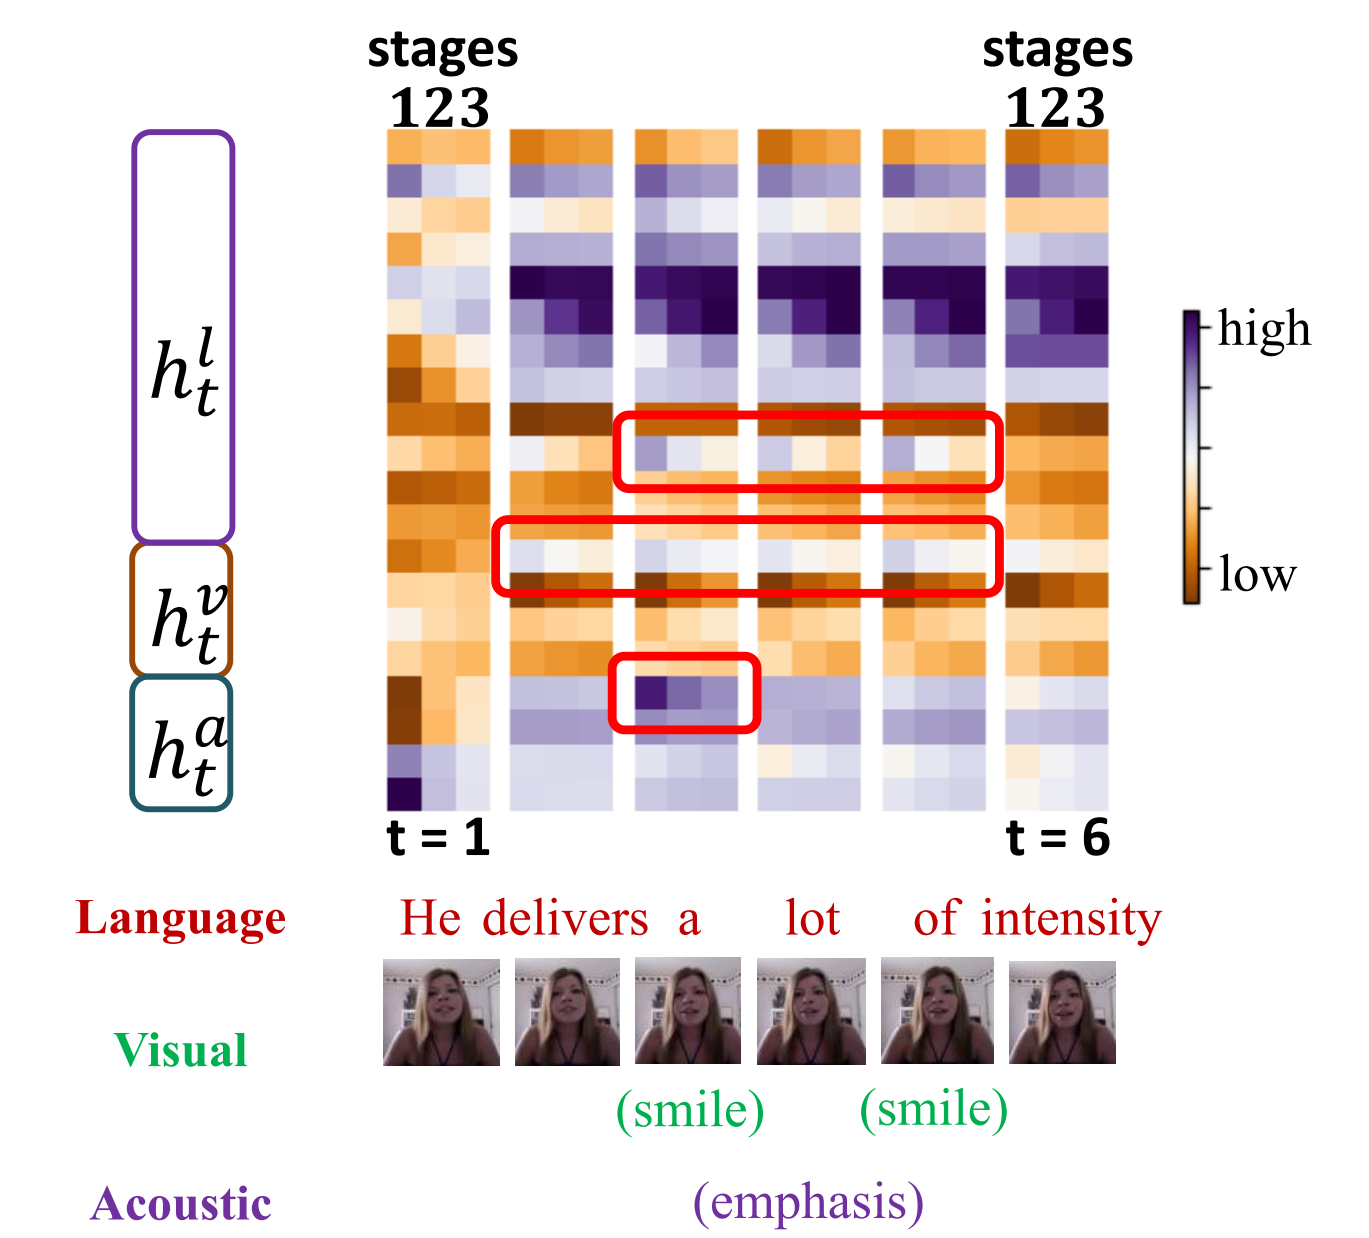 stages stages
123 123
h_t^l
h_t^v
h_t^a
high
low
t = 1 t = 6
Language He delivers a lot of intensity
Visual
(smile) (smile)
Acoustic (emphasis)